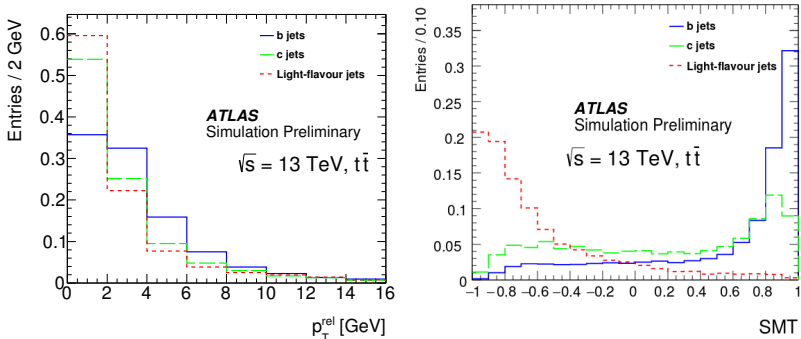 Entries / 2 GeV
0.6
0.5
0.4
0.3
0.2
0.1
0
b jets
c jets
Light-flavour jets
ATLAS
Simulation Preliminary
√s = 13 TeV, t t̄
0 2 4 6 8 10 12 14 16
p_T^rel [GeV]
Entries / 0.10
0.35
0.3
0.25
0.2
0.15
0.1
0.05
0
b jets
c jets
Light-flavour jets
ATLAS
Simulation Preliminary
√s = 13 TeV, t t̄
−1 −0.8 −0.6 −0.4 −0.2 0 0.2 0.4 0.6 0.8 1
SMT